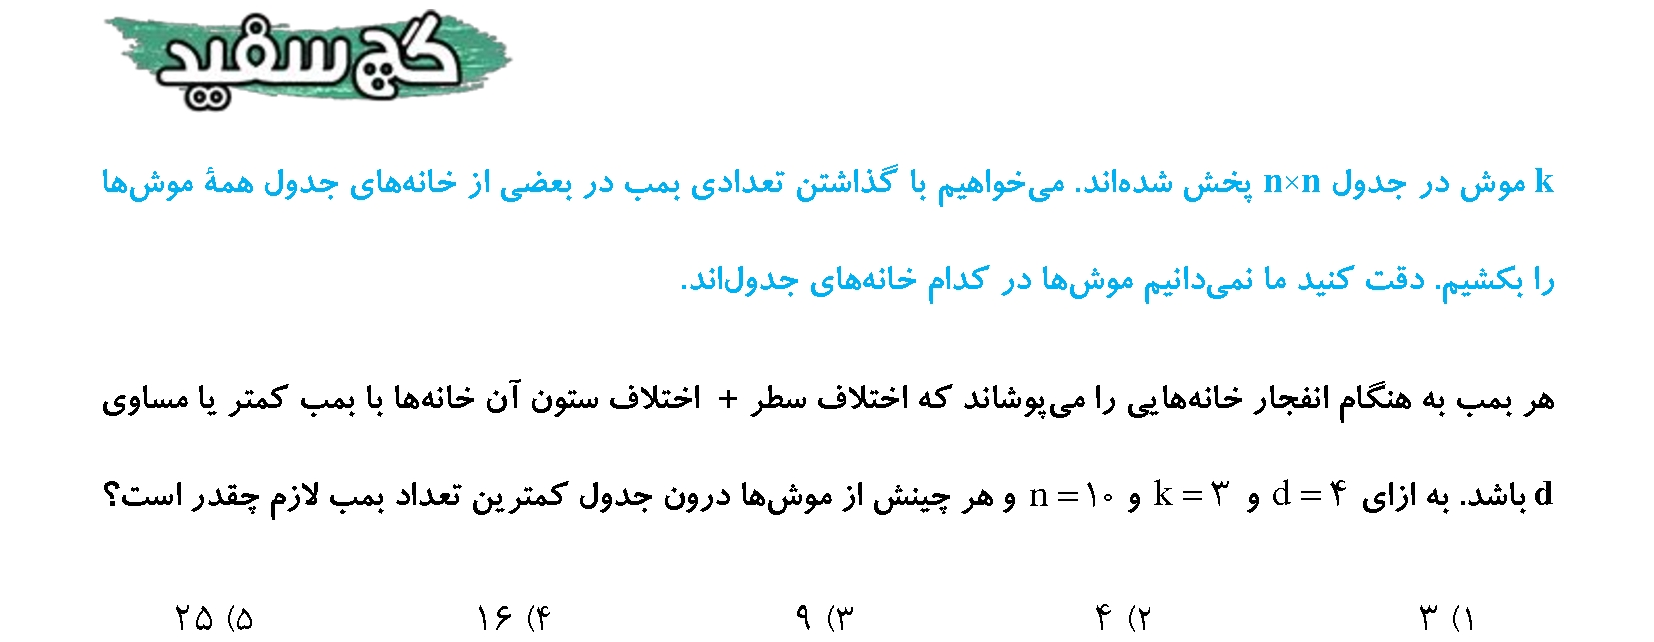 گچ سفید
k موش در جدول n×n پخش شده‌اند. می‌خواهیم با گذاشتن تعدادی بمب در بعضی از خانه‌های جدول همهٔ موش‌ها
را بکشیم. دقت کنید ما نمی‌دانیم موش‌ها در کدام خانه‌های جدول‌اند.
هر بمب به هنگام انفجار خانه‌هایی را می‌پوشاند که اختلاف سطر + اختلاف ستون آن خانه‌ها با بمب کمتر یا مساوی
d باشد. به ازای d = ۴ و k = ۳ و n = ۱۰ و هر چینش از موش‌ها درون جدول کمترین تعداد بمب لازم چقدر است؟
۱) ۳ ۲) ۴ ۳) ۹ ۴) ۱۶ ۵) ۲۵